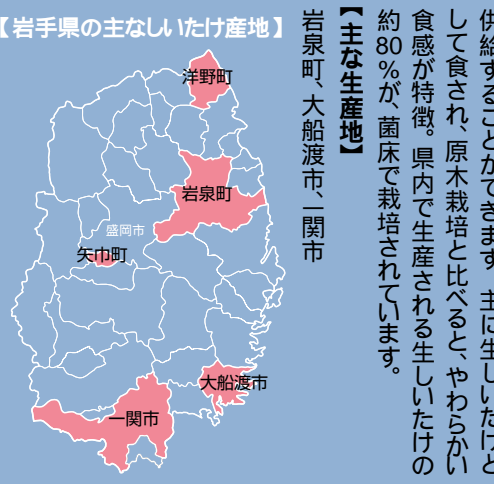 供給することができます。主に生しいたけと
して食され、原木栽培と比べると、やわらかい
食感が特徴。県内で生産される生しいたけの
約80％が、菌床で栽培されています。
【主な生産地】
岩泉町、大船渡市、一関市
【岩手県の主なしいたけ産地】
洋野町
岩泉町
盛岡市
矢巾町
大船渡市
一関市